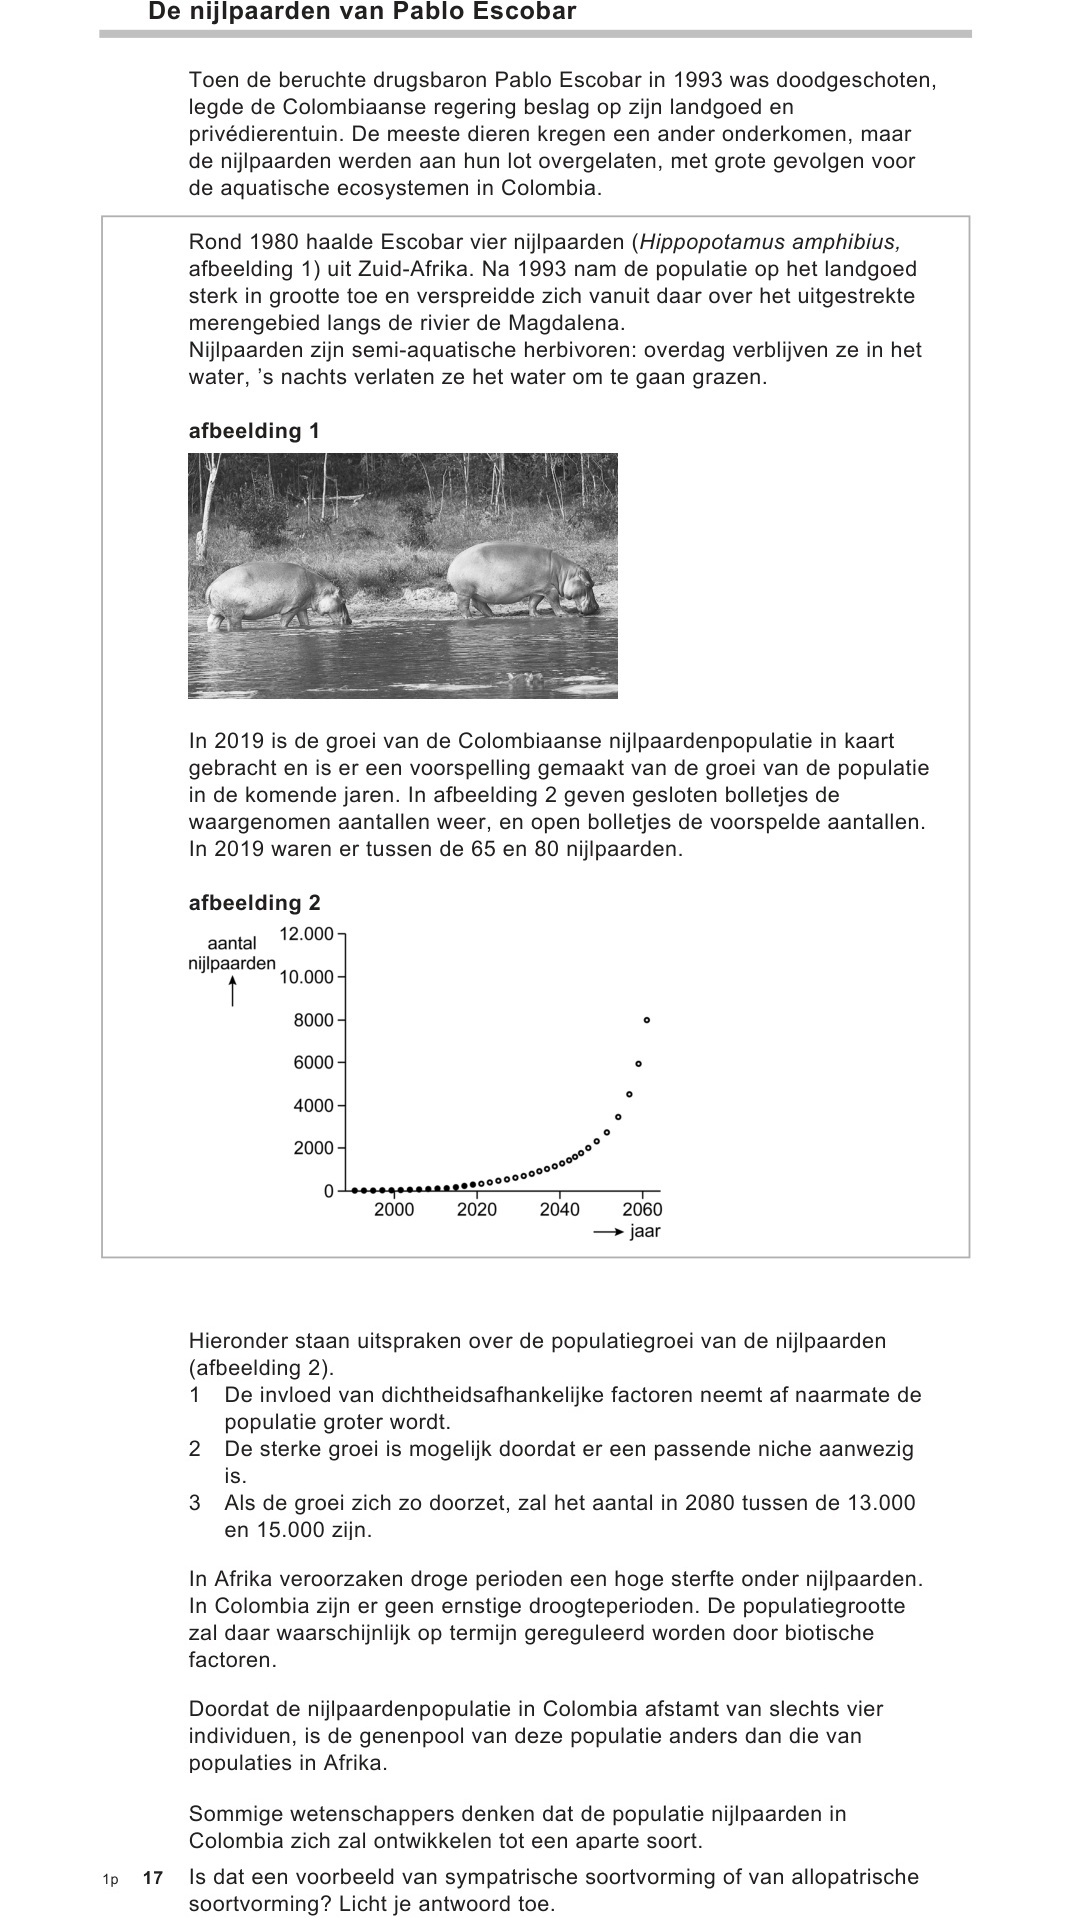 De nijlpaarden van Pablo Escobar
Toen de beruchte drugsbaron Pablo Escobar in 1993 was doodgeschoten,
legde de Colombiaanse regering beslag op zijn landgoed en
privédierentuin. De meeste dieren kregen een ander onderkomen, maar
de nijlpaarden werden aan hun lot overgelaten, met grote gevolgen voor
de aquatische ecosystemen in Colombia.
Rond 1980 haalde Escobar vier nijlpaarden (Hippopotamus amphibius,
afbeelding 1) uit Zuid-Afrika. Na 1993 nam de populatie op het landgoed
sterk in grootte toe en verspreidde zich vanuit daar over het uitgestrekte
merengebied langs de rivier de Magdalena.
Nijlpaarden zijn semi-aquatische herbivoren: overdag verblijven ze in het
water, ’s nachts verlaten ze het water om te gaan grazen.
afbeelding 1
In 2019 is de groei van de Colombiaanse nijlpaardenpopulatie in kaart
gebracht en is er een voorspelling gemaakt van de groei van de populatie
in de komende jaren. In afbeelding 2 geven gesloten bolletjes de
waargenomen aantallen weer, en open bolletjes de voorspelde aantallen.
In 2019 waren er tussen de 65 en 80 nijlpaarden.
afbeelding 2
aantal
nijlpaarden
12.000
10.000
8000
6000
4000
2000
0
2000 2020 2040 2060
jaar
Hieronder staan uitspraken over de populatiegroei van de nijlpaarden
(afbeelding 2).
1 De invloed van dichtheidsafhankelijke factoren neemt af naarmate de
populatie groter wordt.
2 De sterke groei is mogelijk doordat er een passende niche aanwezig
is.
3 Als de groei zich zo doorzet, zal het aantal in 2080 tussen de 13.000
en 15.000 zijn.
In Afrika veroorzaken droge perioden een hoge sterfte onder nijlpaarden.
In Colombia zijn er geen ernstige droogteperioden. De populatiegrootte
zal daar waarschijnlijk op termijn gereguleerd worden door biotische
factoren.
Doordat de nijlpaardenpopulatie in Colombia afstamt van slechts vier
individuen, is de genenpool van deze populatie anders dan die van
populaties in Afrika.
Sommige wetenschappers denken dat de populatie nijlpaarden in
Colombia zich zal ontwikkelen tot een aparte soort.
1p 17 Is dat een voorbeeld van sympatrische soortvorming of van allopatrische
soortvorming? Licht je antwoord toe.